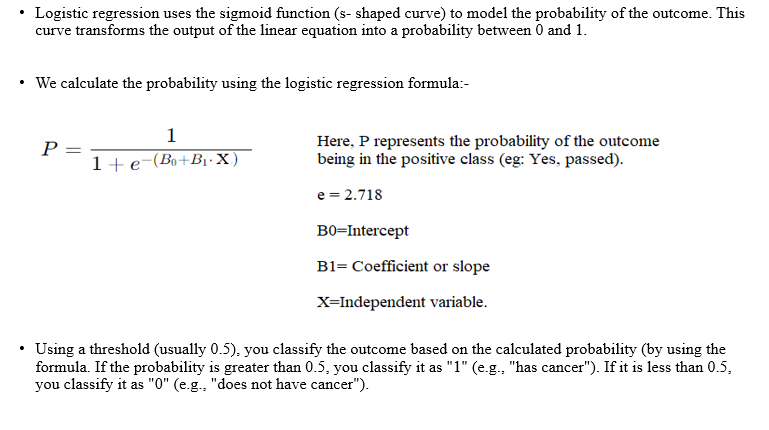 • Logistic regression uses the sigmoid function (s- shaped curve) to model the probability of the outcome. This
curve transforms the output of the linear equation into a probability between 0 and 1.
• We calculate the probability using the logistic regression formula:-
P = 1 / (1 + e^−(B₀+B₁·X))
Here, P represents the probability of the outcome
being in the positive class (eg: Yes, passed).
e = 2.718
B0=Intercept
B1= Coefficient or slope
X=Independent variable.
• Using a threshold (usually 0.5), you classify the outcome based on the calculated probability (by using the
formula. If the probability is greater than 0.5, you classify it as "1" (e.g., "has cancer"). If it is less than 0.5,
you classify it as "0" (e.g., "does not have cancer").